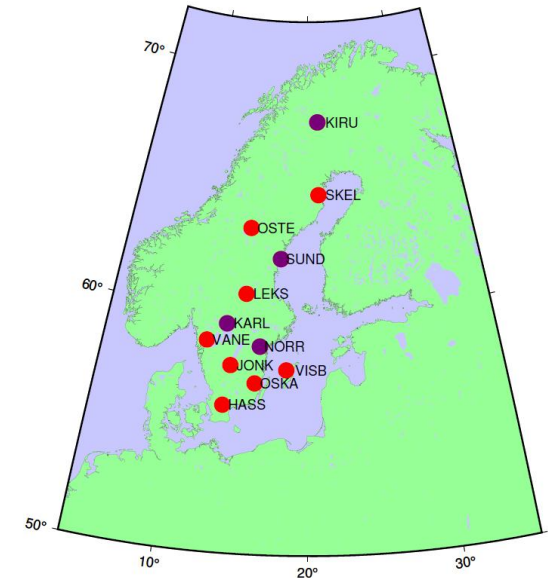 70°
KIRU
SKEL
OSTE
SUND
60°
LEKS
KARL
VANE
NORR
JONK
VISB
OSKA
HASS
50°
10°
20°
30°